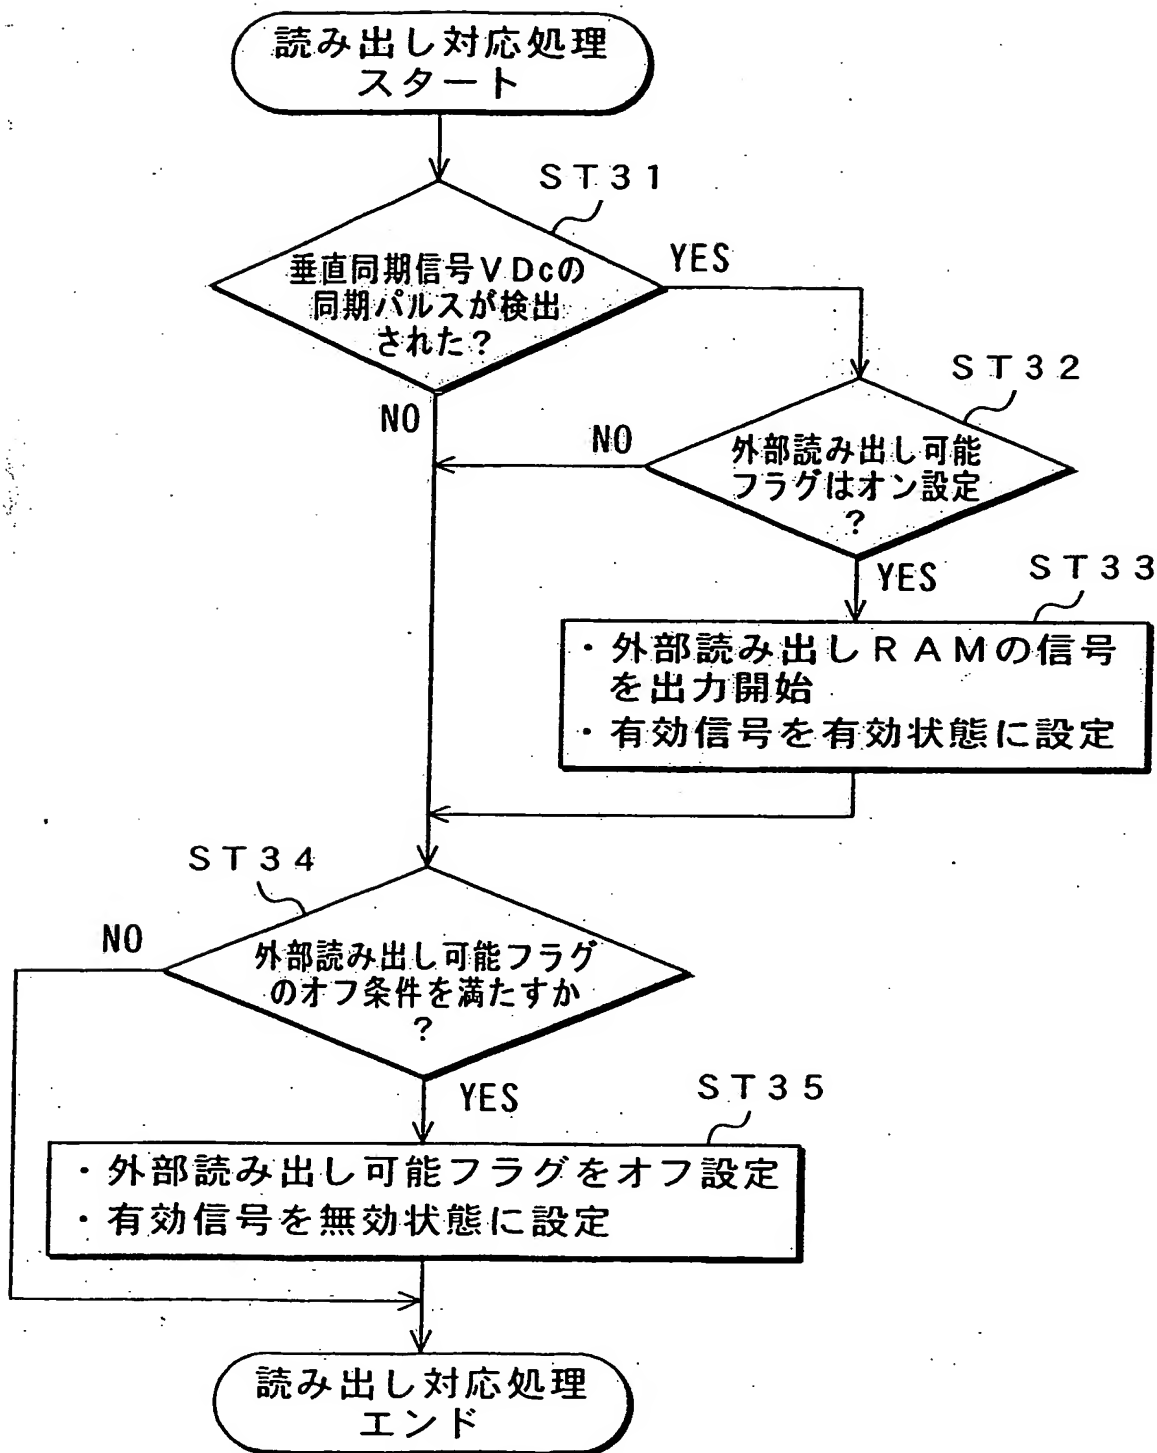 読み出し対応処理
スタート
ST31
垂直同期信号VDcの
同期パルスが検出
された?
YES
NO
ST32
外部読み出し可能
フラグはオン設定
?
NO
YES
ST33
・外部読み出しRAMの信号
を出力開始
・有効信号を有効状態に設定
ST34
外部読み出し可能フラグ
のオフ条件を満たすか
?
NO
YES
ST35
・外部読み出し可能フラグをオフ設定
・有効信号を無効状態に設定
読み出し対応処理
エンド